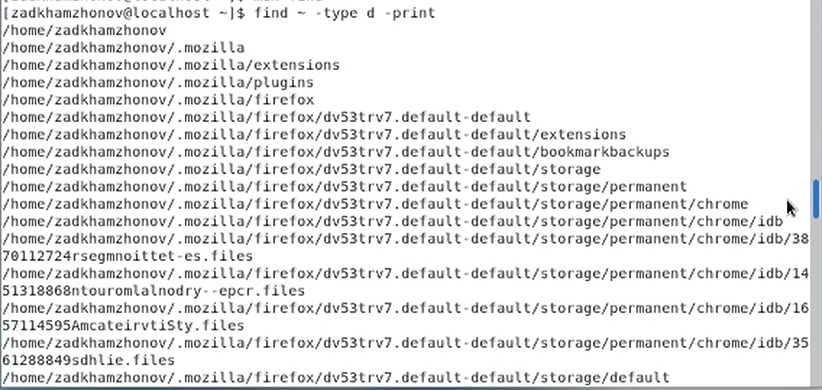 [zadkhamzhonov@localhost ~]$ find ~ -type d -print
/home/zadkhamzhonov
/home/zadkhamzhonov/.mozilla
/home/zadkhamzhonov/.mozilla/extensions
/home/zadkhamzhonov/.mozilla/plugins
/home/zadkhamzhonov/.mozilla/firefox
/home/zadkhamzhonov/.mozilla/firefox/dv53trv7.default-default
/home/zadkhamzhonov/.mozilla/firefox/dv53trv7.default-default/extensions
/home/zadkhamzhonov/.mozilla/firefox/dv53trv7.default-default/bookmarkbackups
/home/zadkhamzhonov/.mozilla/firefox/dv53trv7.default-default/storage
/home/zadkhamzhonov/.mozilla/firefox/dv53trv7.default-default/storage/permanent
/home/zadkhamzhonov/.mozilla/firefox/dv53trv7.default-default/storage/permanent/chrome
/home/zadkhamzhonov/.mozilla/firefox/dv53trv7.default-default/storage/permanent/chrome/idb
/home/zadkhamzhonov/.mozilla/firefox/dv53trv7.default-default/storage/permanent/chrome/idb/38
70112724rsegmnoittet-es.files
/home/zadkhamzhonov/.mozilla/firefox/dv53trv7.default-default/storage/permanent/chrome/idb/14
51318868ntouromlalnodry--epcr.files
/home/zadkhamzhonov/.mozilla/firefox/dv53trv7.default-default/storage/permanent/chrome/idb/16
57114595AmcateirvtiSty.files
/home/zadkhamzhonov/.mozilla/firefox/dv53trv7.default-default/storage/permanent/chrome/idb/35
61288849sdhlie.files
/home/zadkhamzhonov/.mozilla/firefox/dv53trv7.default-default/storage/default